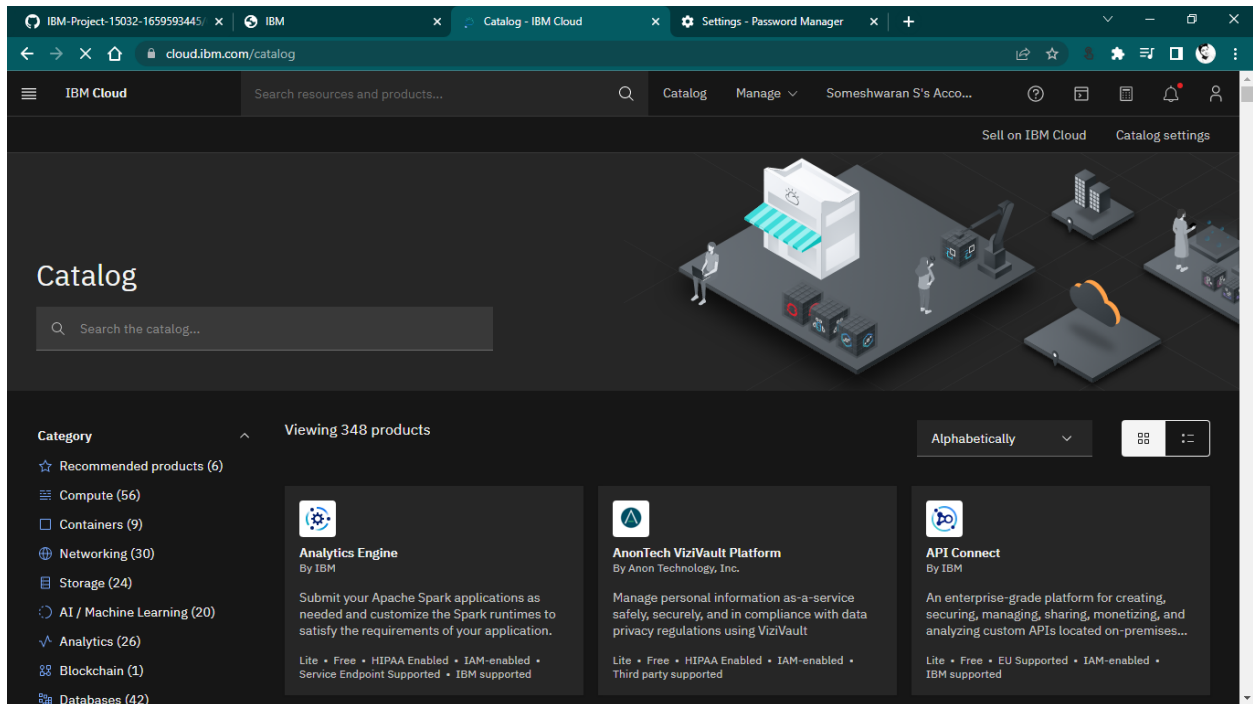 IBM-Project-15032-1659593445/
IBM
Catalog - IBM Cloud
Settings - Password Manager
cloud.ibm.com/catalog
IBM Cloud
Search resources and products...
Catalog
Manage
Someshwaran S's Acco...
Sell on IBM Cloud
Catalog settings
Catalog
Search the catalog...
Category
Recommended products (6)
Compute (56)
Containers (9)
Networking (30)
Storage (24)
AI / Machine Learning (20)
Analytics (26)
Blockchain (1)
Databases (42)
Viewing 348 products
Alphabetically
Analytics Engine
By IBM
Submit your Apache Spark applications as
needed and customize the Spark runtimes to
satisfy the requirements of your application.
Lite • Free • HIPAA Enabled • IAM-enabled •
Service Endpoint Supported • IBM supported
AnonTech ViziVault Platform
By Anon Technology, Inc.
Manage personal information as-a-service
safely, securely, and in compliance with data
privacy regulations using ViziVault
Lite • Free • HIPAA Enabled • IAM-enabled •
Third party supported
API Connect
By IBM
An enterprise-grade platform for creating,
securing, managing, sharing, monetizing, and
analyzing custom APIs located on-premises...
Lite • Free • EU Supported • IAM-enabled •
IBM supported